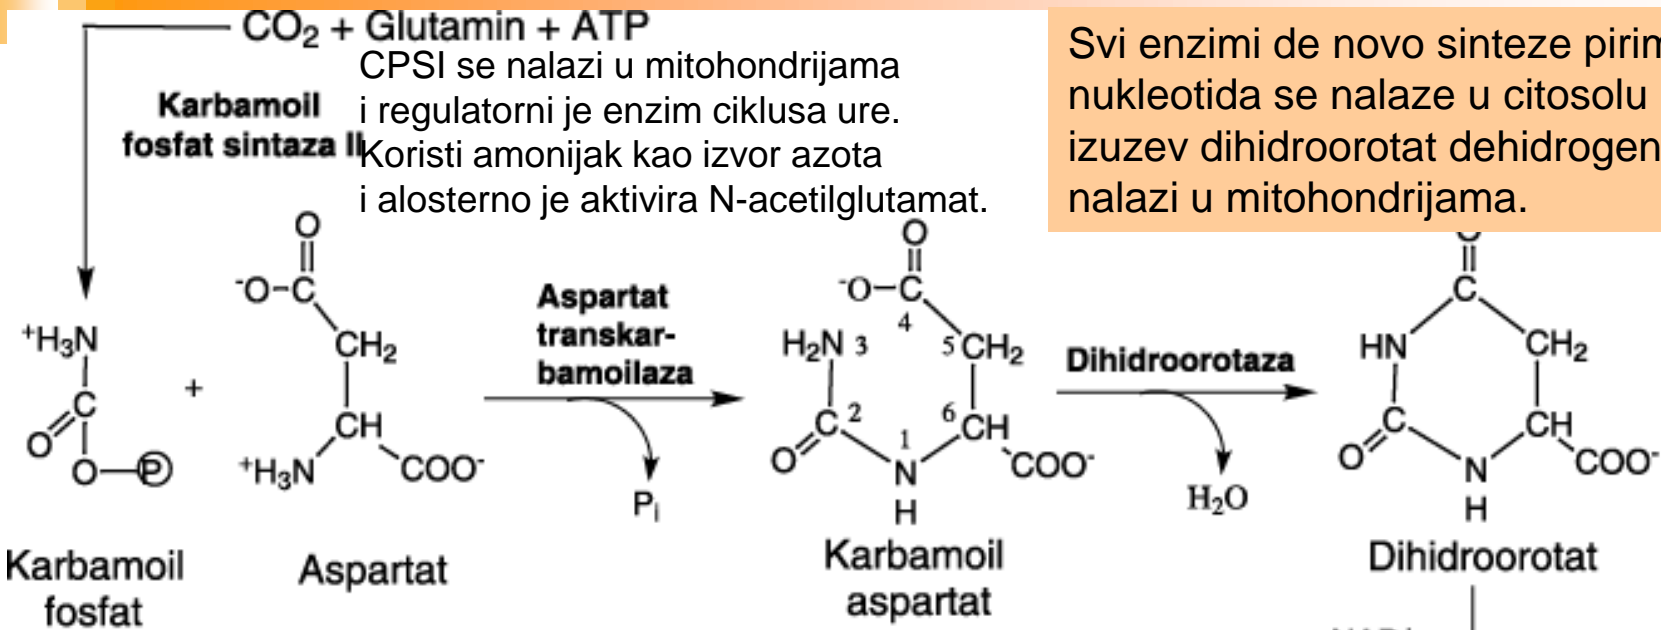 CO₂ + Glutamin + ATP
CPSI se nalazi u mitohondrijama
i regulatorni je enzim ciklusa ure.
Koristi amonijak kao izvor azota
i alosterno je aktivira N-acetilglutamat.
Karbamoil
fosfat sintaza II
Svi enzimi de novo sinteze
nukleotida se nalaze u citosolu
izuzev dihidroorotat
nalazi u mitohondrijama.
⁺H₃N
C
O
O—P
+
O
⁻O–C
CH₂
CH
⁺H₃N
COO⁻
Aspartat
transkar-
bamoilaza
Pᵢ
O
⁻O–C
4
H₂N 3
5 CH₂
C 2
6 CH
O
1
N
H
COO⁻
Dihidroorotaza
H₂O
O
C
HN
CH₂
C
CH
O
N
H
COO⁻
Karbamoil
fosfat
Aspartat
Karbamoil
aspartat
Dihidroorotat